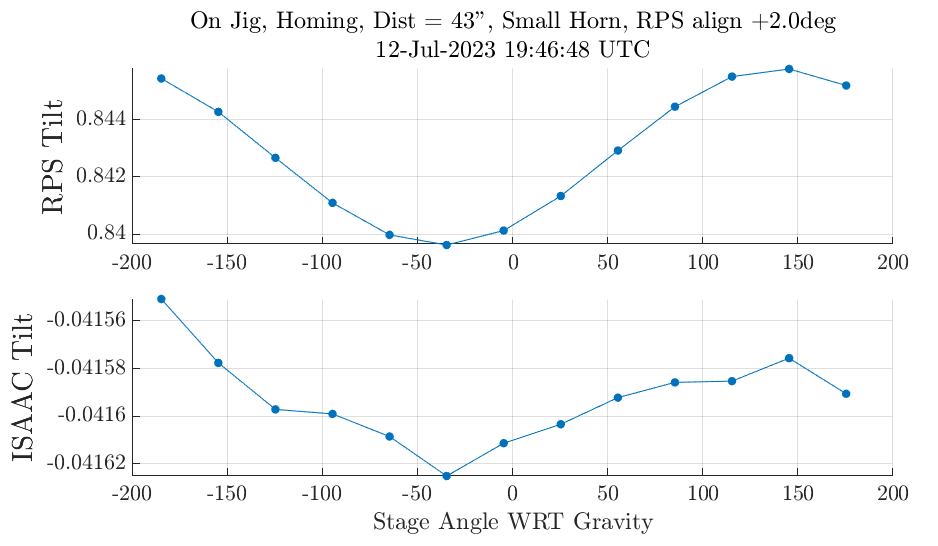 On Jig, Homing, Dist = 43”, Small Horn, RPS align +2.0deg
12-Jul-2023 19:46:48 UTC
RPS Tilt
0.844
0.842
0.84
-200 -150 -100 -50 0 50 100 150 200
ISAAC Tilt
-0.04156
-0.04158
-0.0416
-0.04162
-200 -150 -100 -50 0 50 100 150 200
Stage Angle WRT Gravity